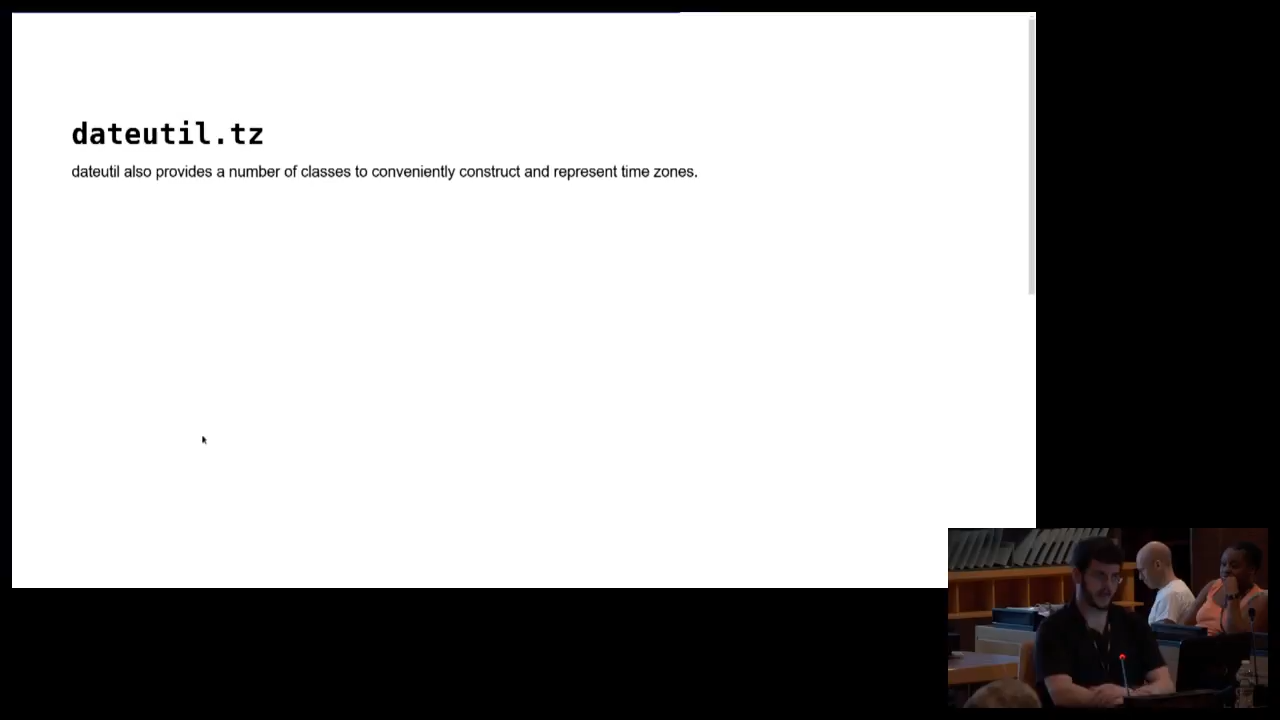 dateutil.tz
dateutil also provides a number of classes to conveniently construct and represent time zones.